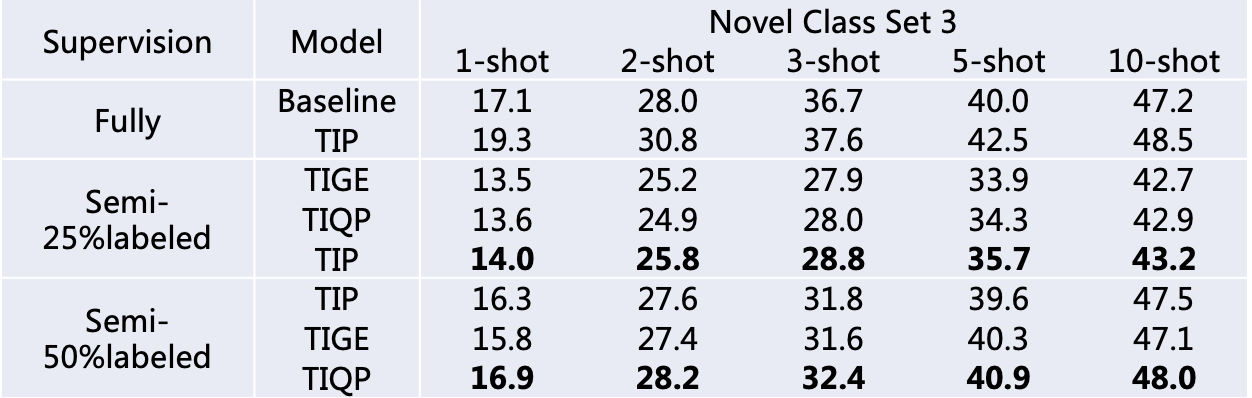 Supervision Model Novel Class Set 3
1-shot 2-shot 3-shot 5-shot 10-shot
Fully Baseline 17.1 28.0 36.7 40.0 47.2
TIP 19.3 30.8 37.6 42.5 48.5
Semi-
25%labeled TIGE 13.5 25.2 27.9 33.9 42.7
TIQP 13.6 24.9 28.0 34.3 42.9
TIP 14.0 25.8 28.8 35.7 43.2
Semi-
50%labeled TIP 16.3 27.6 31.8 39.6 47.5
TIGE 15.8 27.4 31.6 40.3 47.1
TIQP 16.9 28.2 32.4 40.9 48.0